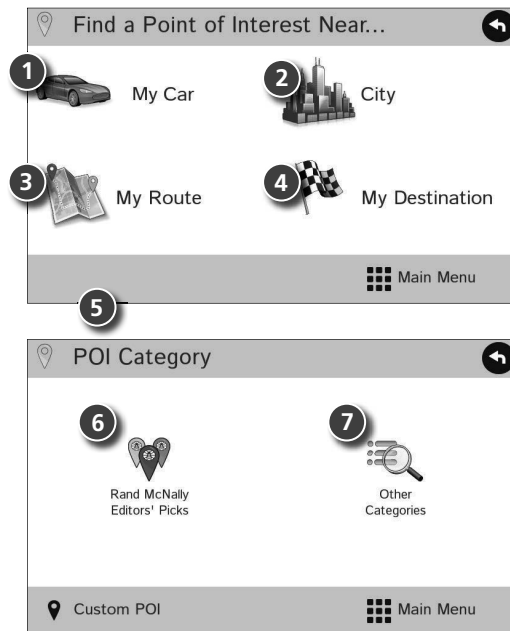 Find a Point of Interest Near...
1
My Car
2
City
3
My Route
4
My Destination
Main Menu
5
POI Category
6
Rand McNally
Editors' Picks
7
Other
Categories
Custom POI
Main Menu